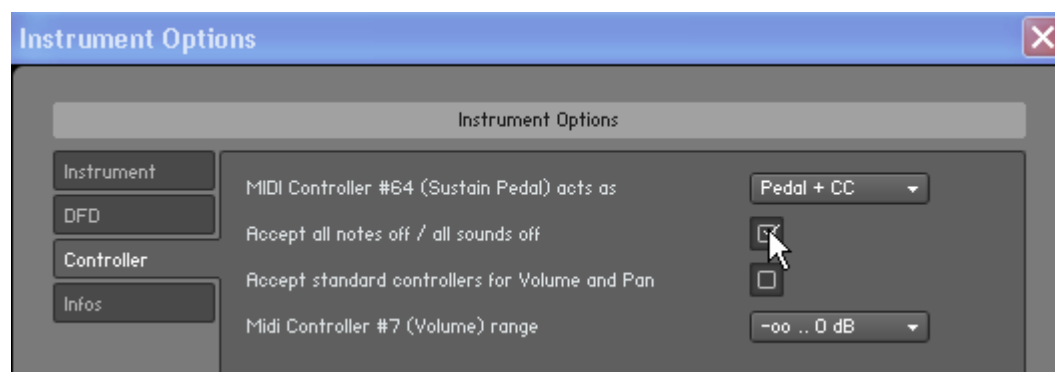 Instrument Options
Instrument Options
Instrument
DFD
Controller
Infos
MIDI Controller #64 (Sustain Pedal) acts as
Pedal + CC
Accept all notes off / all sounds off
Accept standard controllers for Volume and Pan
Midi Controller #7 (Volume) range
-oo .. 0 dB